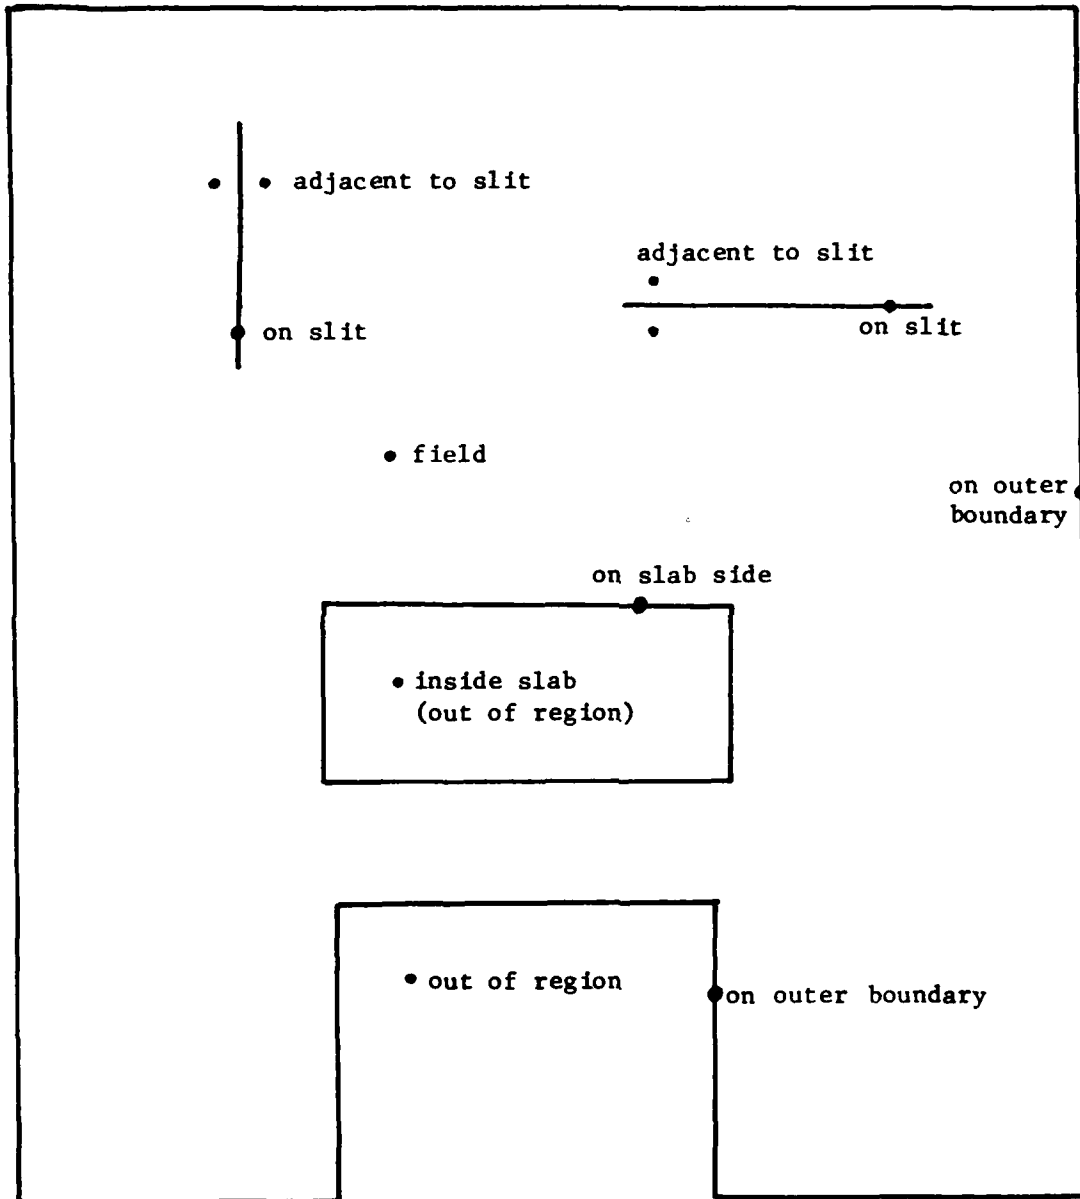 adjacent to slit
adjacent to slit
on slit
on slit
field
on outer
boundary
on slab side
inside slab
(out of region)
out of region
on outer boundary